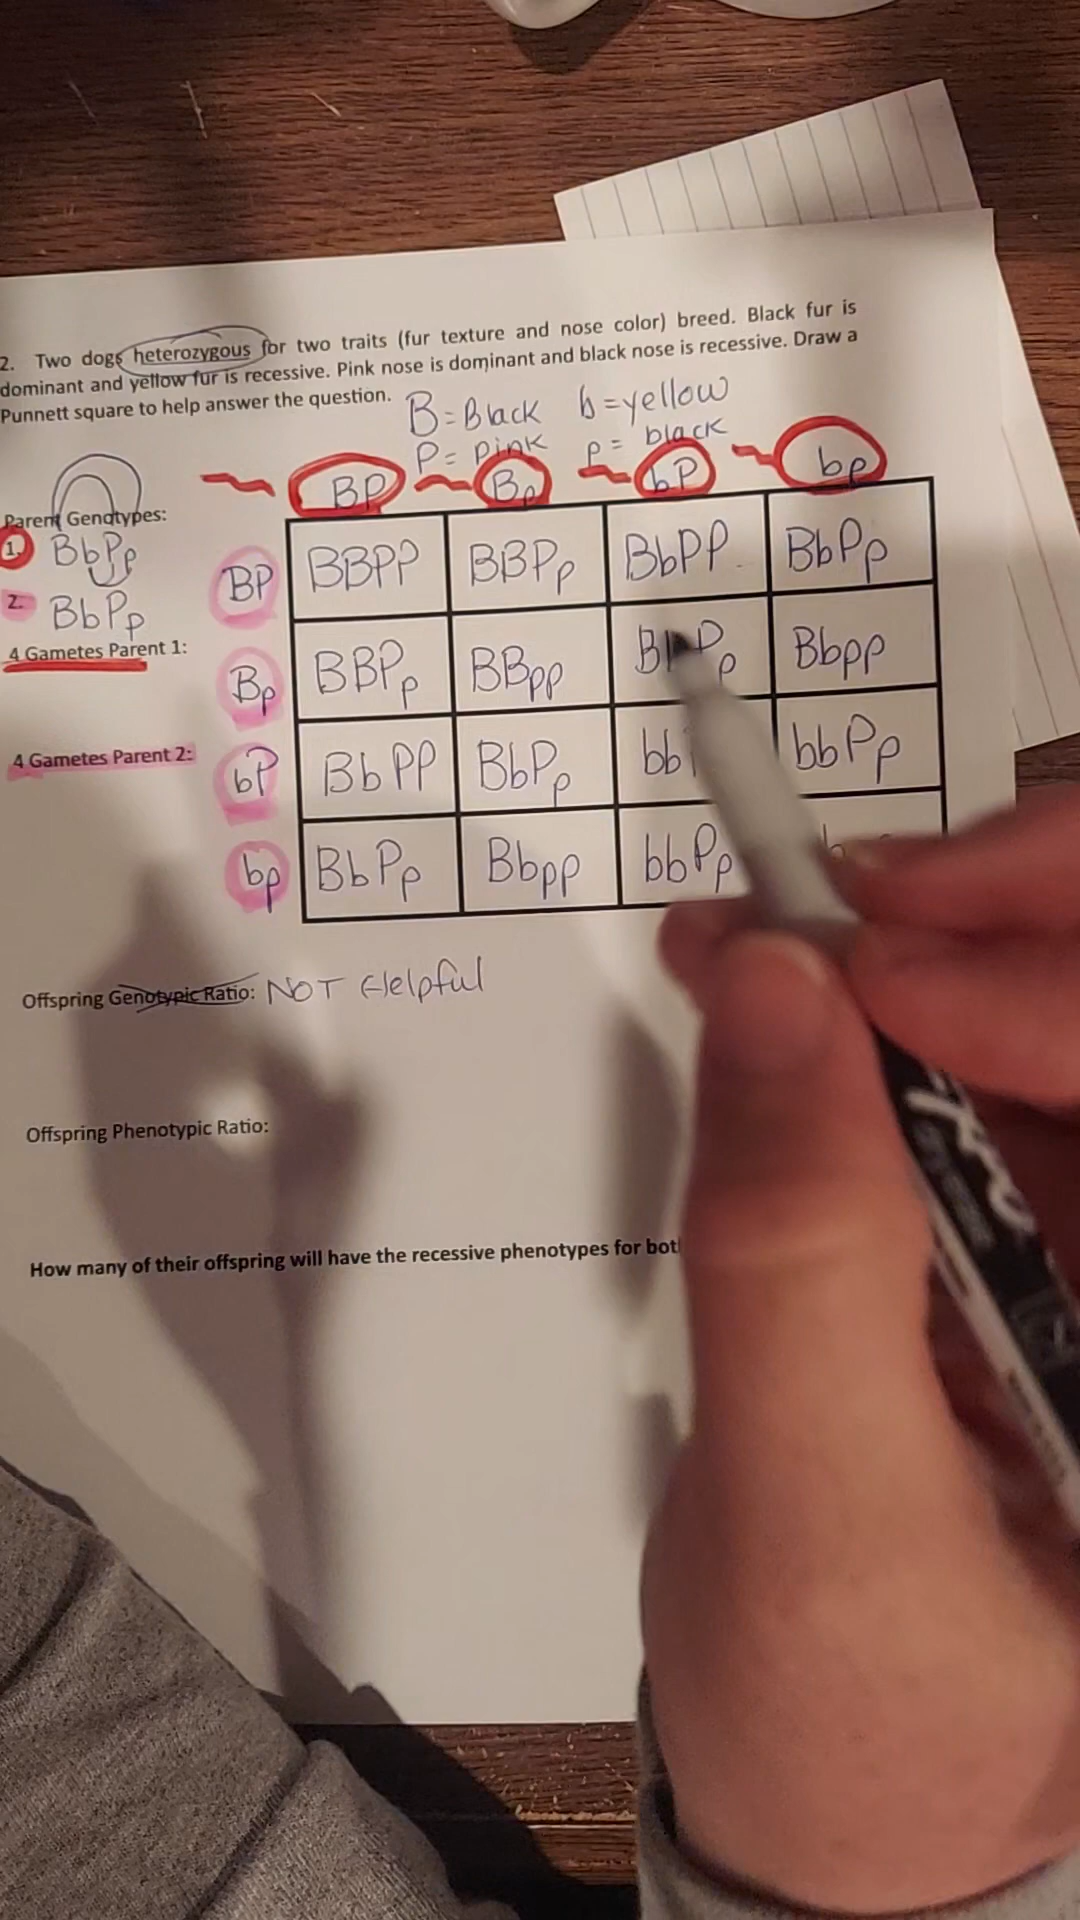 2. Two dogs heterozygous for two traits (fur texture and nose color) breed. Black fur is
dominant and yellow fur is recessive. Pink nose is dominant and black nose is recessive. Draw a
Punnett square to help answer the question.
B=Black b=yellow
P= pink p= black
BP Bp bP bp
Parent Genotypes:
1. BbPp
2. BbPp
4 Gametes Parent 1:
4 Gametes Parent 2:
BP BBPP BBPp BbPP BbPp
Bp BBPp BBpp Bbpp
bP BbPP BbPp bbPp
bp BbPp Bbpp bbPp
Offspring Genotypic Ratio: NOT Helpful
Offspring Phenotypic Ratio:
How many of their offspring will have the recessive phenotypes for